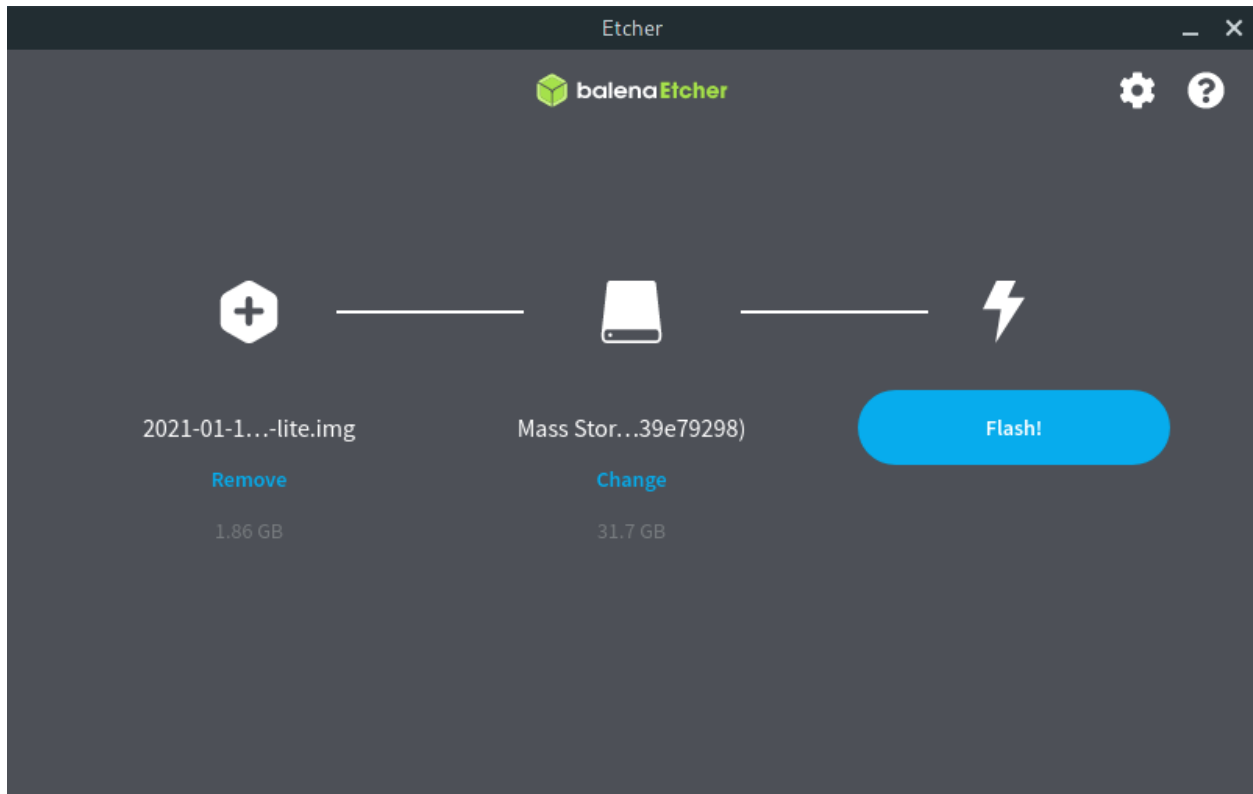 Etcher
balenaEtcher
2021-01-1...-lite.img
Mass Stor...39e79298)
Flash!
Remove
Change
1.86 GB
31.7 GB